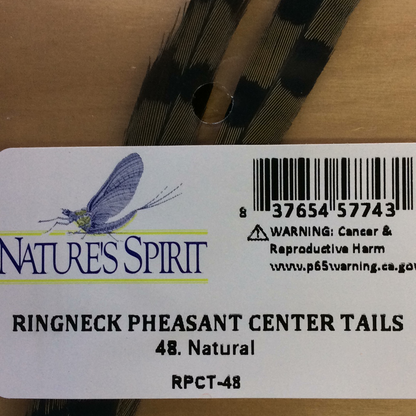 8 37654 57743
⚠ WARNING: Cancer &
Reproductive Harm
www.p65warning.ca.gov
NATURE'S SPIRIT
RINGNECK PHEASANT CENTER TAILS
48. Natural
RPCT-48